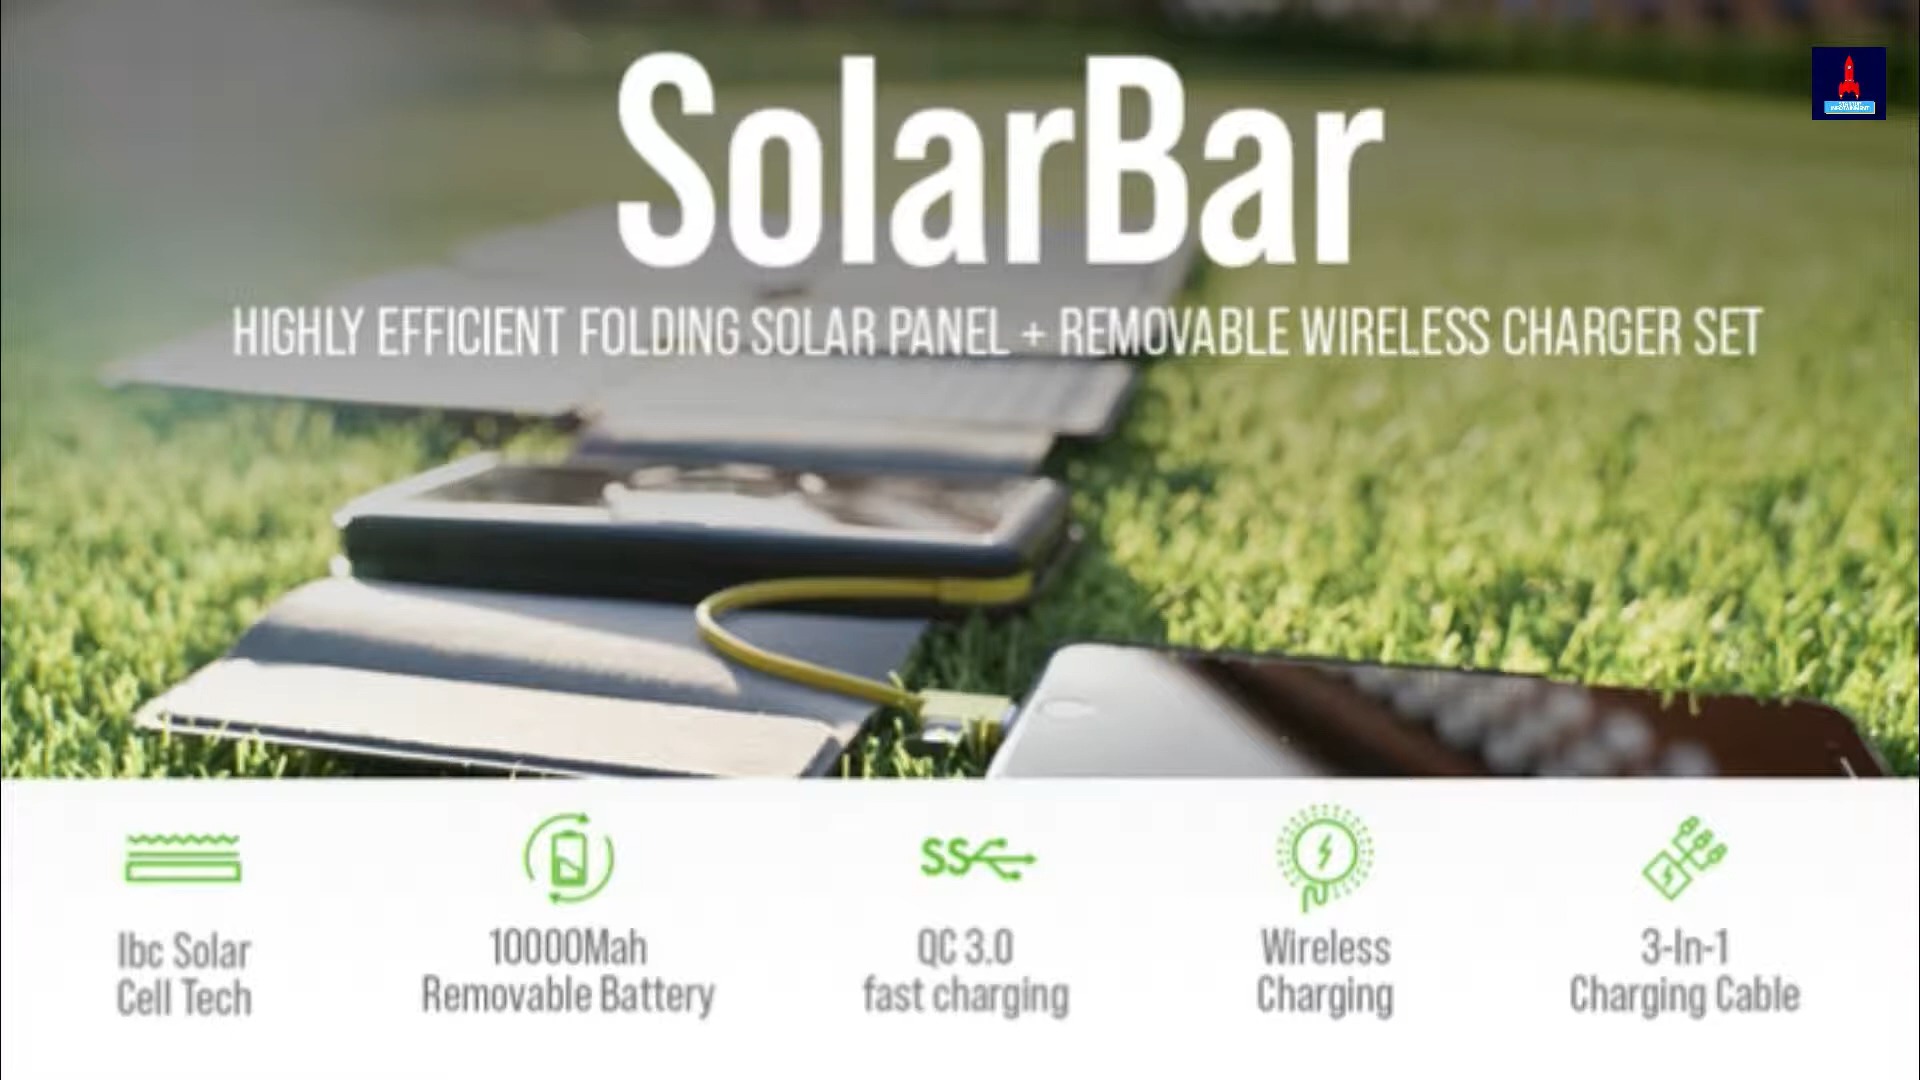 SolarBar
HIGHLY EFFICIENT FOLDING SOLAR PANEL + REMOVABLE WIRELESS CHARGER SET
SS
Ibc Solar
Cell Tech
10000Mah
Removable Battery
QC 3.0
fast charging
Wireless
Charging
3-In-1
Charging Cable